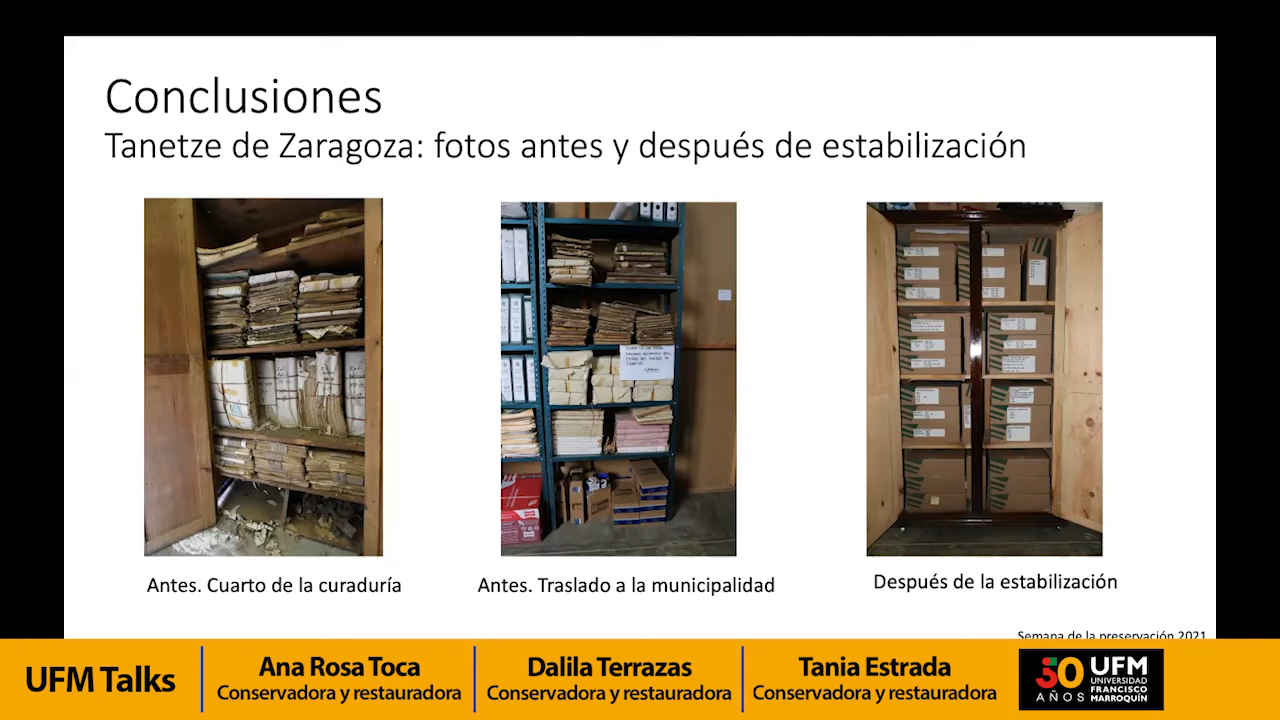 Conclusiones
Tanetze de Zaragoza: fotos antes y después de estabilización
Antes. Cuarto de la curaduría
Antes. Traslado a la municipalidad
Después de la estabilización
Semana de la preservación 2021
UFM Talks
Ana Rosa Toca
Conservadora y restauradora
Dalila Terrazas
Conservadora y restauradora
Tania Estrada
Conservadora y restauradora
50
AÑOS
UFM
UNIVERSIDAD
FRANCISCO
MARROQUÍN